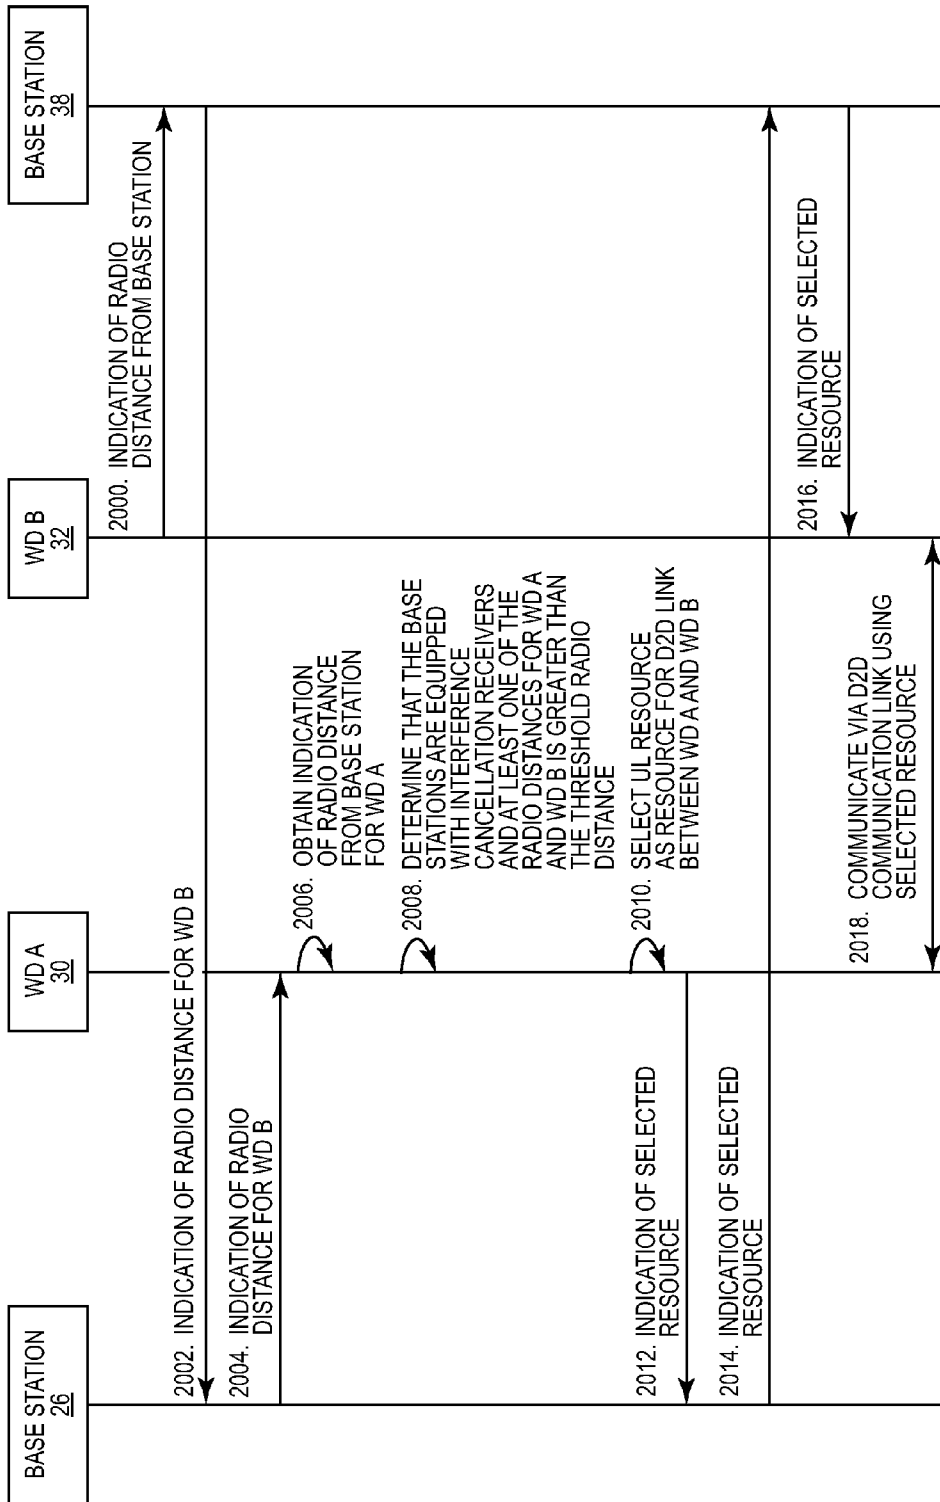 BASE STATION
26
WD A
30
WD B
32
BASE STATION
38
2000. INDICATION OF RADIO
DISTANCE FROM BASE STATION
2002. INDICATION OF RADIO DISTANCE FOR WD B
2004. INDICATION OF RADIO
DISTANCE FOR WD B
2006. OBTAIN INDICATION
OF RADIO DISTANCE
FROM BASE STATION
FOR WD A
2008. DETERMINE THAT THE BASE
STATIONS ARE EQUIPPED
WITH INTERFERENCE
CANCELLATION RECEIVERS
AND AT LEAST ONE OF THE
RADIO DISTANCES FOR WD A
AND WD B IS GREATER THAN
THE THRESHOLD RADIO
DISTANCE
2010. SELECT UL RESOURCE
AS RESOURCE FOR D2D LINK
BETWEEN WD A AND WD B
2012. INDICATION OF SELECTED
RESOURCE
2014. INDICATION OF SELECTED
RESOURCE
2016. INDICATION OF SELECTED
RESOURCE
2018. COMMUNICATE VIA D2D
COMMUNICATION LINK USING
SELECTED RESOURCE